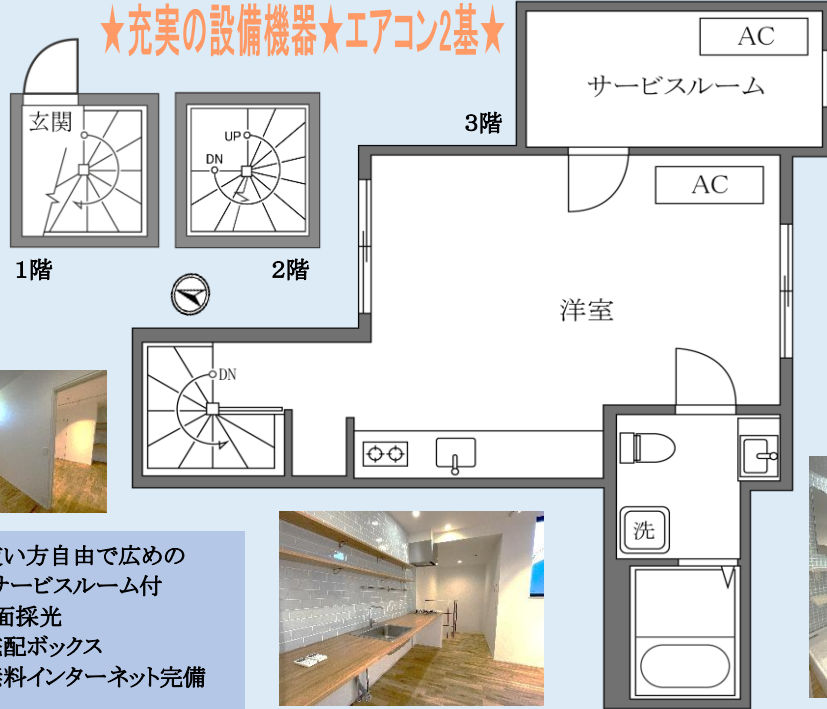 ★充実の設備機器★エアコン2基★
AC
サービスルーム
3階
玄関
UP
DN
AC
1階
2階
洋室
DN
洗
い方自由で広めの
サービスルーム付
面採光
配ボックス
料インターネット完備